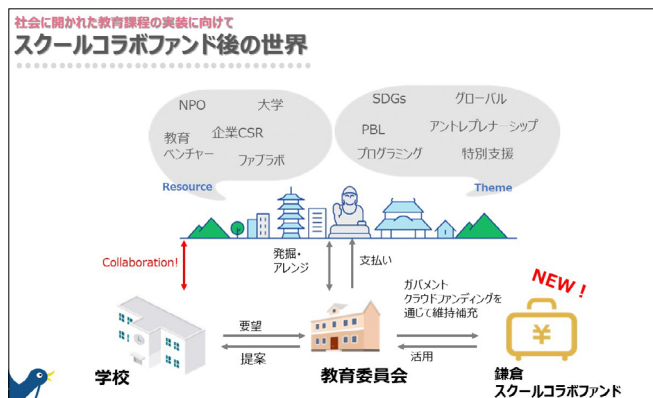 社会に開かれた教育課程の実装に向けて
スクールコラボファンド後の世界
NPO
大学
教育
ベンチャー
企業CSR
ファブラボ
Resource
SDGs
グローバル
PBL
アントレプレナーシップ
プログラミング
特別支援
Theme
Collaboration!
発掘・
アレンジ
支払い
ガバメント
クラウドファンディングを
通じて維持補充
NEW!
要望
提案
活用
¥
学校
教育委員会
鎌倉
スクールコラボファンド